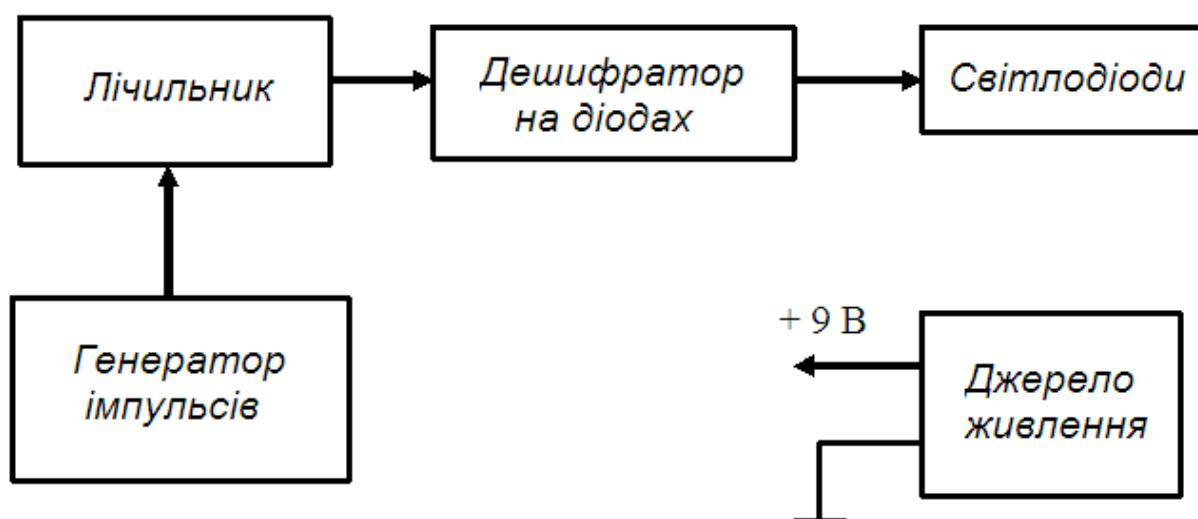 Лічильник
Дешифратор
на діодах
Світлодіоди
Генератор
імпульсів
+ 9 В
Джерело
живлення